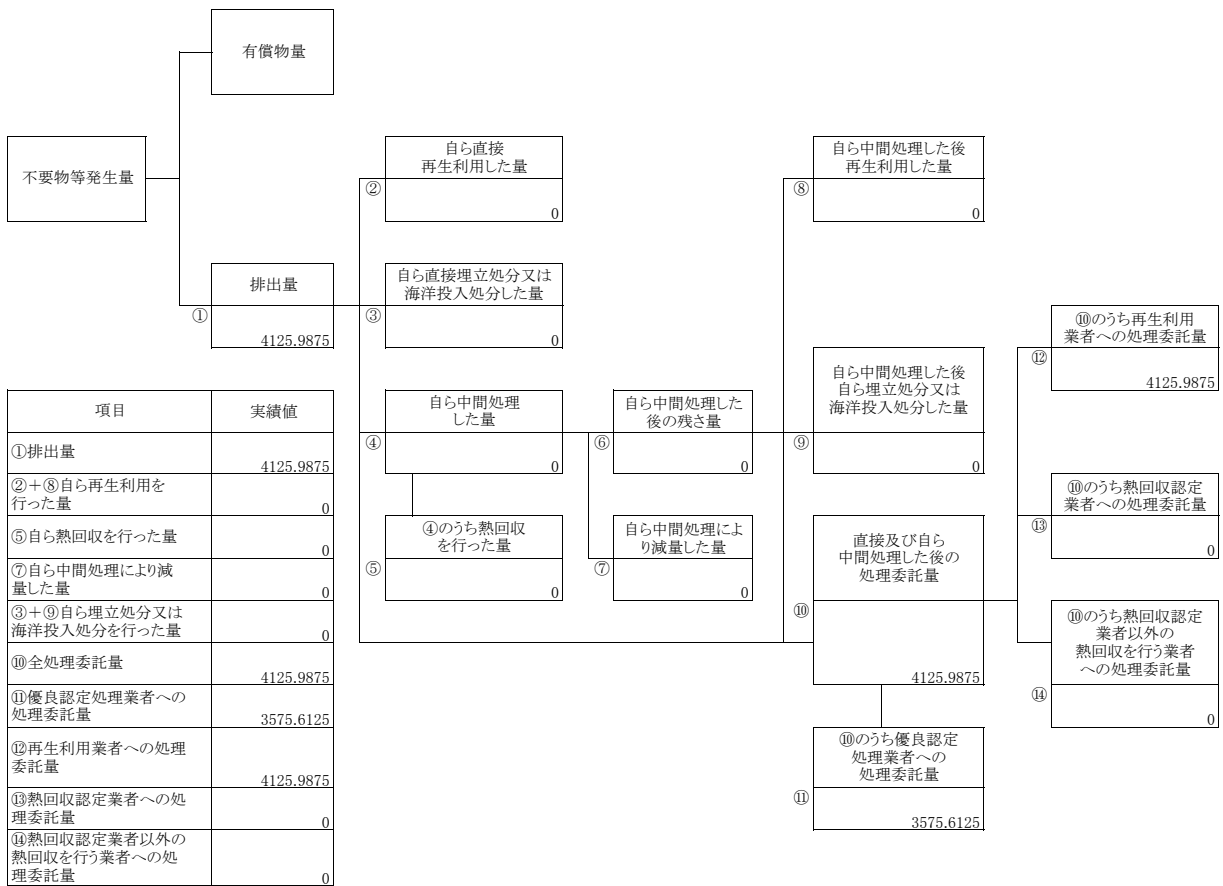 有償物量
不要物等発生量
排出量
①
4125.9875
自ら直接
再生利用した量
②
0
自ら直接埋立処分又は
海洋投入処分した量
③
0
自ら中間処理
した量
④
0
④のうち熱回収
を行った量
⑤
0
自ら中間処理した
後の残さ量
⑥
0
自ら中間処理によ
り減量した量
⑦
0
自ら中間処理した後
再生利用した量
⑧
0
自ら中間処理した後
自ら埋立処分又は
海洋投入処分した量
⑨
0
直接及び自ら
中間処理した後の
処理委託量
⑩
4125.9875
⑩のうち優良認定
処理業者への
処理委託量
⑪
3575.6125
⑩のうち再生利用
業者への処理委託量
⑫
4125.9875
⑩のうち熱回収認定
業者への処理委託量
⑬
0
⑩のうち熱回収認定
業者以外の
熱回収を行う業者
への処理委託量
⑭
0
項目 実績値
①排出量
4125.9875
②+⑧自ら再生利用を
行った量
0
⑤自ら熱回収を行った量
0
⑦自ら中間処理により減
量した量
0
③+⑨自ら埋立処分又は
海洋投入処分を行った量
0
⑩全処理委託量
4125.9875
⑪優良認定処理業者への
処理委託量
3575.6125
⑫再生利用業者への処理
委託量
4125.9875
⑬熱回収認定業者への処
理委託量
0
⑭熱回収認定業者以外の
熱回収を行う業者への処
理委託量
0